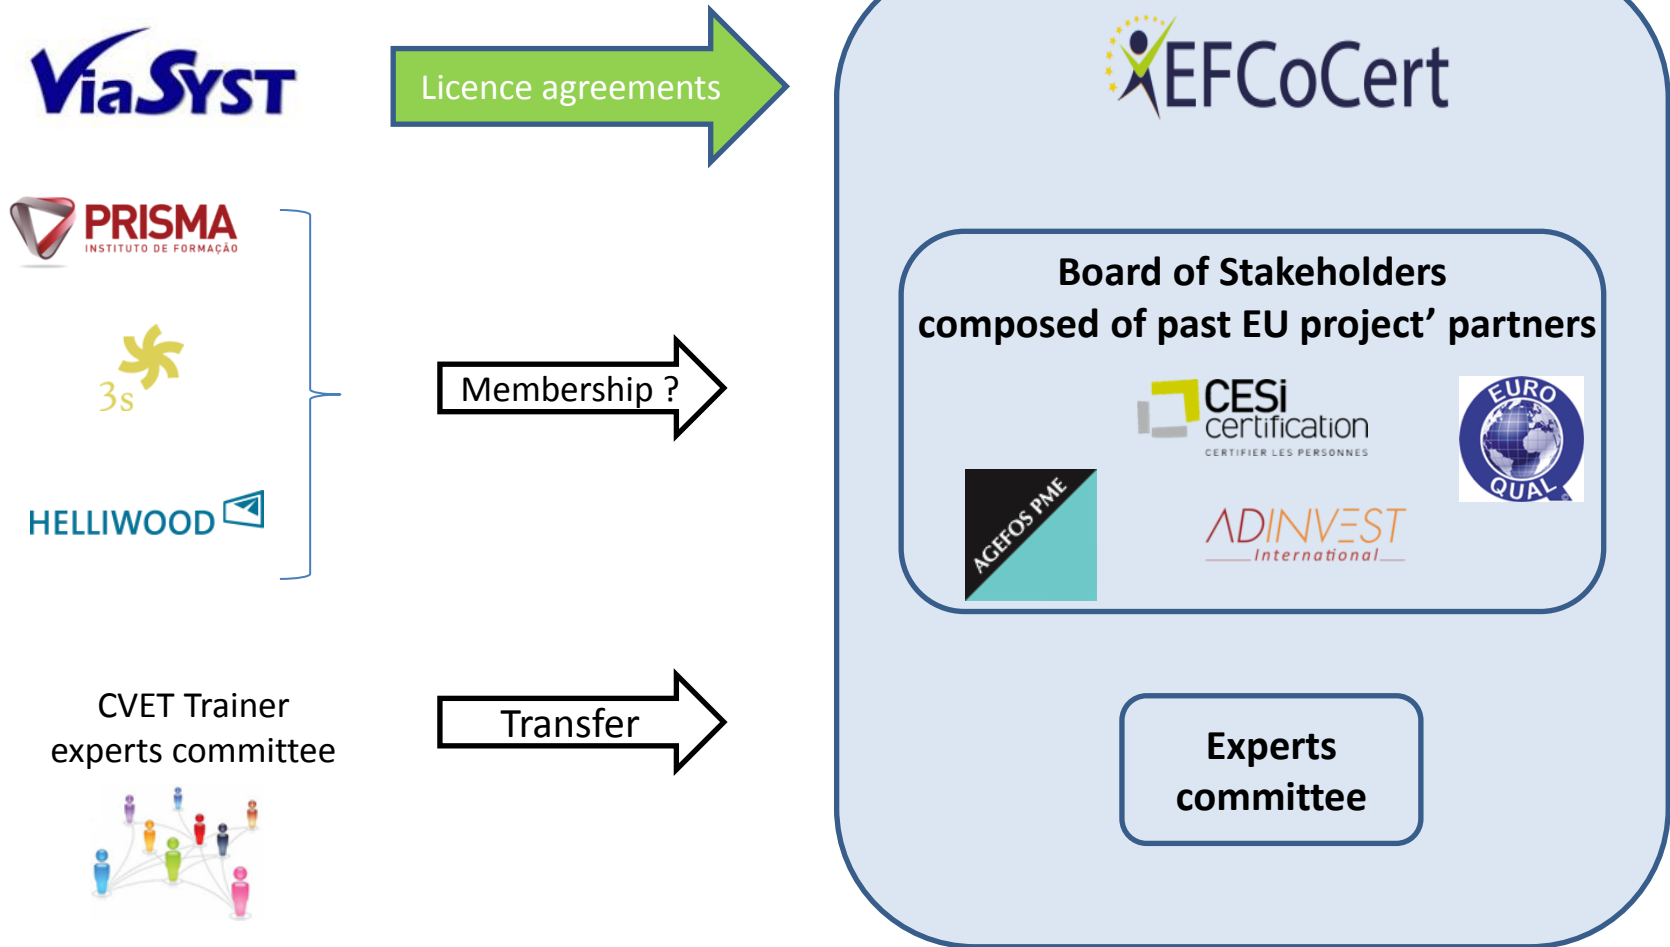 ViaSyst
Licence agreements
EFCoCert
PRISMA
INSTITUTO DE FORMAÇÃO
Board of Stakeholders
composed of past EU project’ partners
3s
Membership ?
CESi
certification
CERTIFIER LES PERSONNES
EURO
QUAL
AGEFOS PME
ADINVEST
International
HELLIWOOD
CVET Trainer
experts committee
Transfer
Experts
committee